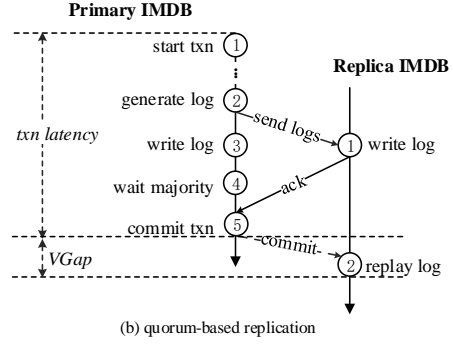 Primary IMDB
start txn 1
Replica IMDB
generate log 2
send logs
txn latency
write log 3
1 write log
wait majority 4
ack
commit txn 5
commit
VGap
2 replay log
(b) quorum-based replication